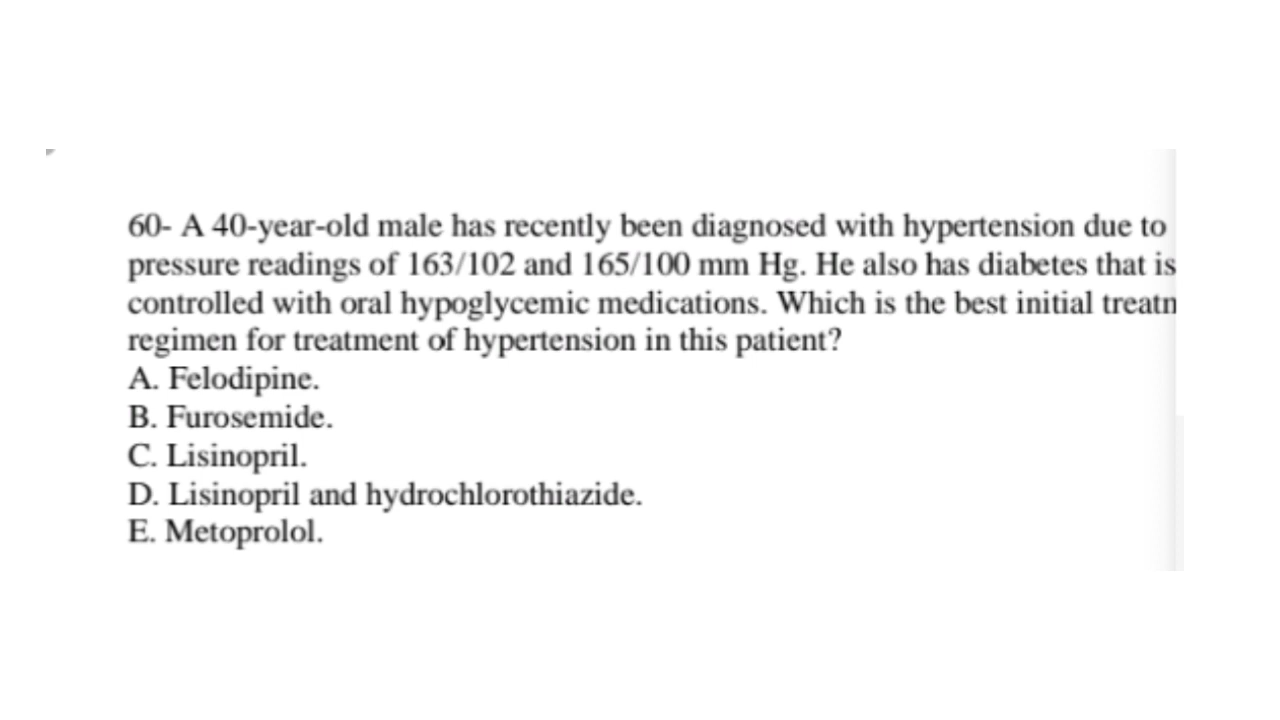 60- A 40-year-old male has recently been diagnosed with hypertension due to
pressure readings of 163/102 and 165/100 mm Hg. He also has diabetes that is
controlled with oral hypoglycemic medications. Which is the best initial treatn
regimen for treatment of hypertension in this patient?
A. Felodipine.
B. Furosemide.
C. Lisinopril.
D. Lisinopril and hydrochlorothiazide.
E. Metoprolol.